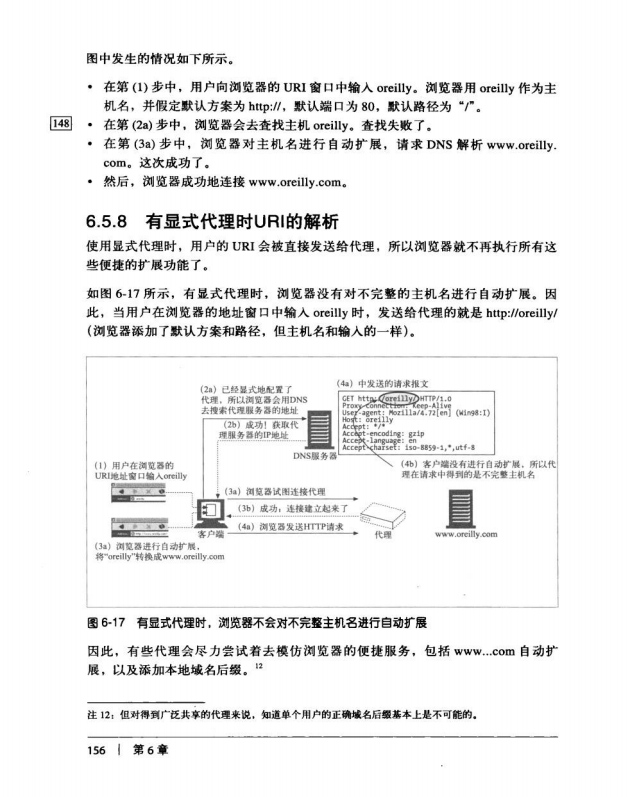 图中发生的情况如下所示。
• 在第 (1) 步中，用户向浏览器的 URI 窗口中输入 oreilly。浏览器用 oreilly 作为主
机名，并假定默认方案为 http://，默认端口为 80，默认路径为“/”。
148
• 在第 (2a) 步中，浏览器会去查找主机 oreilly。查找失败了。
• 在第 (3a) 步中，浏览器对主机名进行自动扩展，请求 DNS 解析 www.oreilly.
com。这次成功了。
• 然后，浏览器成功地连接 www.oreilly.com。
6.5.8 有显式代理时URI的解析
使用显式代理时，用户的 URI 会被直接发送给代理，所以浏览器就不再执行所有这
些便捷的扩展功能了。
如图 6-17 所示，有显式代理时，浏览器没有对不完整的主机名进行自动扩展。因
此，当用户在浏览器的地址窗口中输入 oreilly 时，发送给代理的就是 http://oreilly/
（浏览器添加了默认方案和路径，但主机名和输入的一样）。
(2a) 已经显式地配置了
代理，所以浏览器会用DNS
去搜索代理服务器的地址
(2b) 成功！获取代
理服务器的IP地址
DNS服务器
(4a) 中发送的请求报文
GET http://oreilly/HTTP/1.0
Proxy-connection: Keep-Alive
User-agent: Mozilla/4.72[en] (Win98:I)
Host: oreilly
Accept: */*
Accept-encoding: gzip
Accept-language: en
Accept-charset: iso-8859-1,*,utf-8
(4b) 客户端没有进行自动扩展，所以代
理在请求中得到的是不完整主机名
(1) 用户在浏览器的
URI地址窗口输入oreilly
(3a) 浏览器试图连接代理
(3b) 成功；连接建立起来了
(4a) 浏览器发送HTTP请求
客户端
代理
www.oreilly.com
(3a) 浏览器进行自动扩展，
将“oreilly”转换成www.oreilly.com
图 6-17 有显式代理时，浏览器不会对不完整主机名进行自动扩展
因此，有些代理会尽力尝试着去模仿浏览器的便捷服务，包括 www...com 自动扩
展，以及添加本地域名后缀。12
注 12：但对得到广泛共享的代理来说，知道单个用户的正确域名后缀基本上是不可能的。
156 | 第 6 章